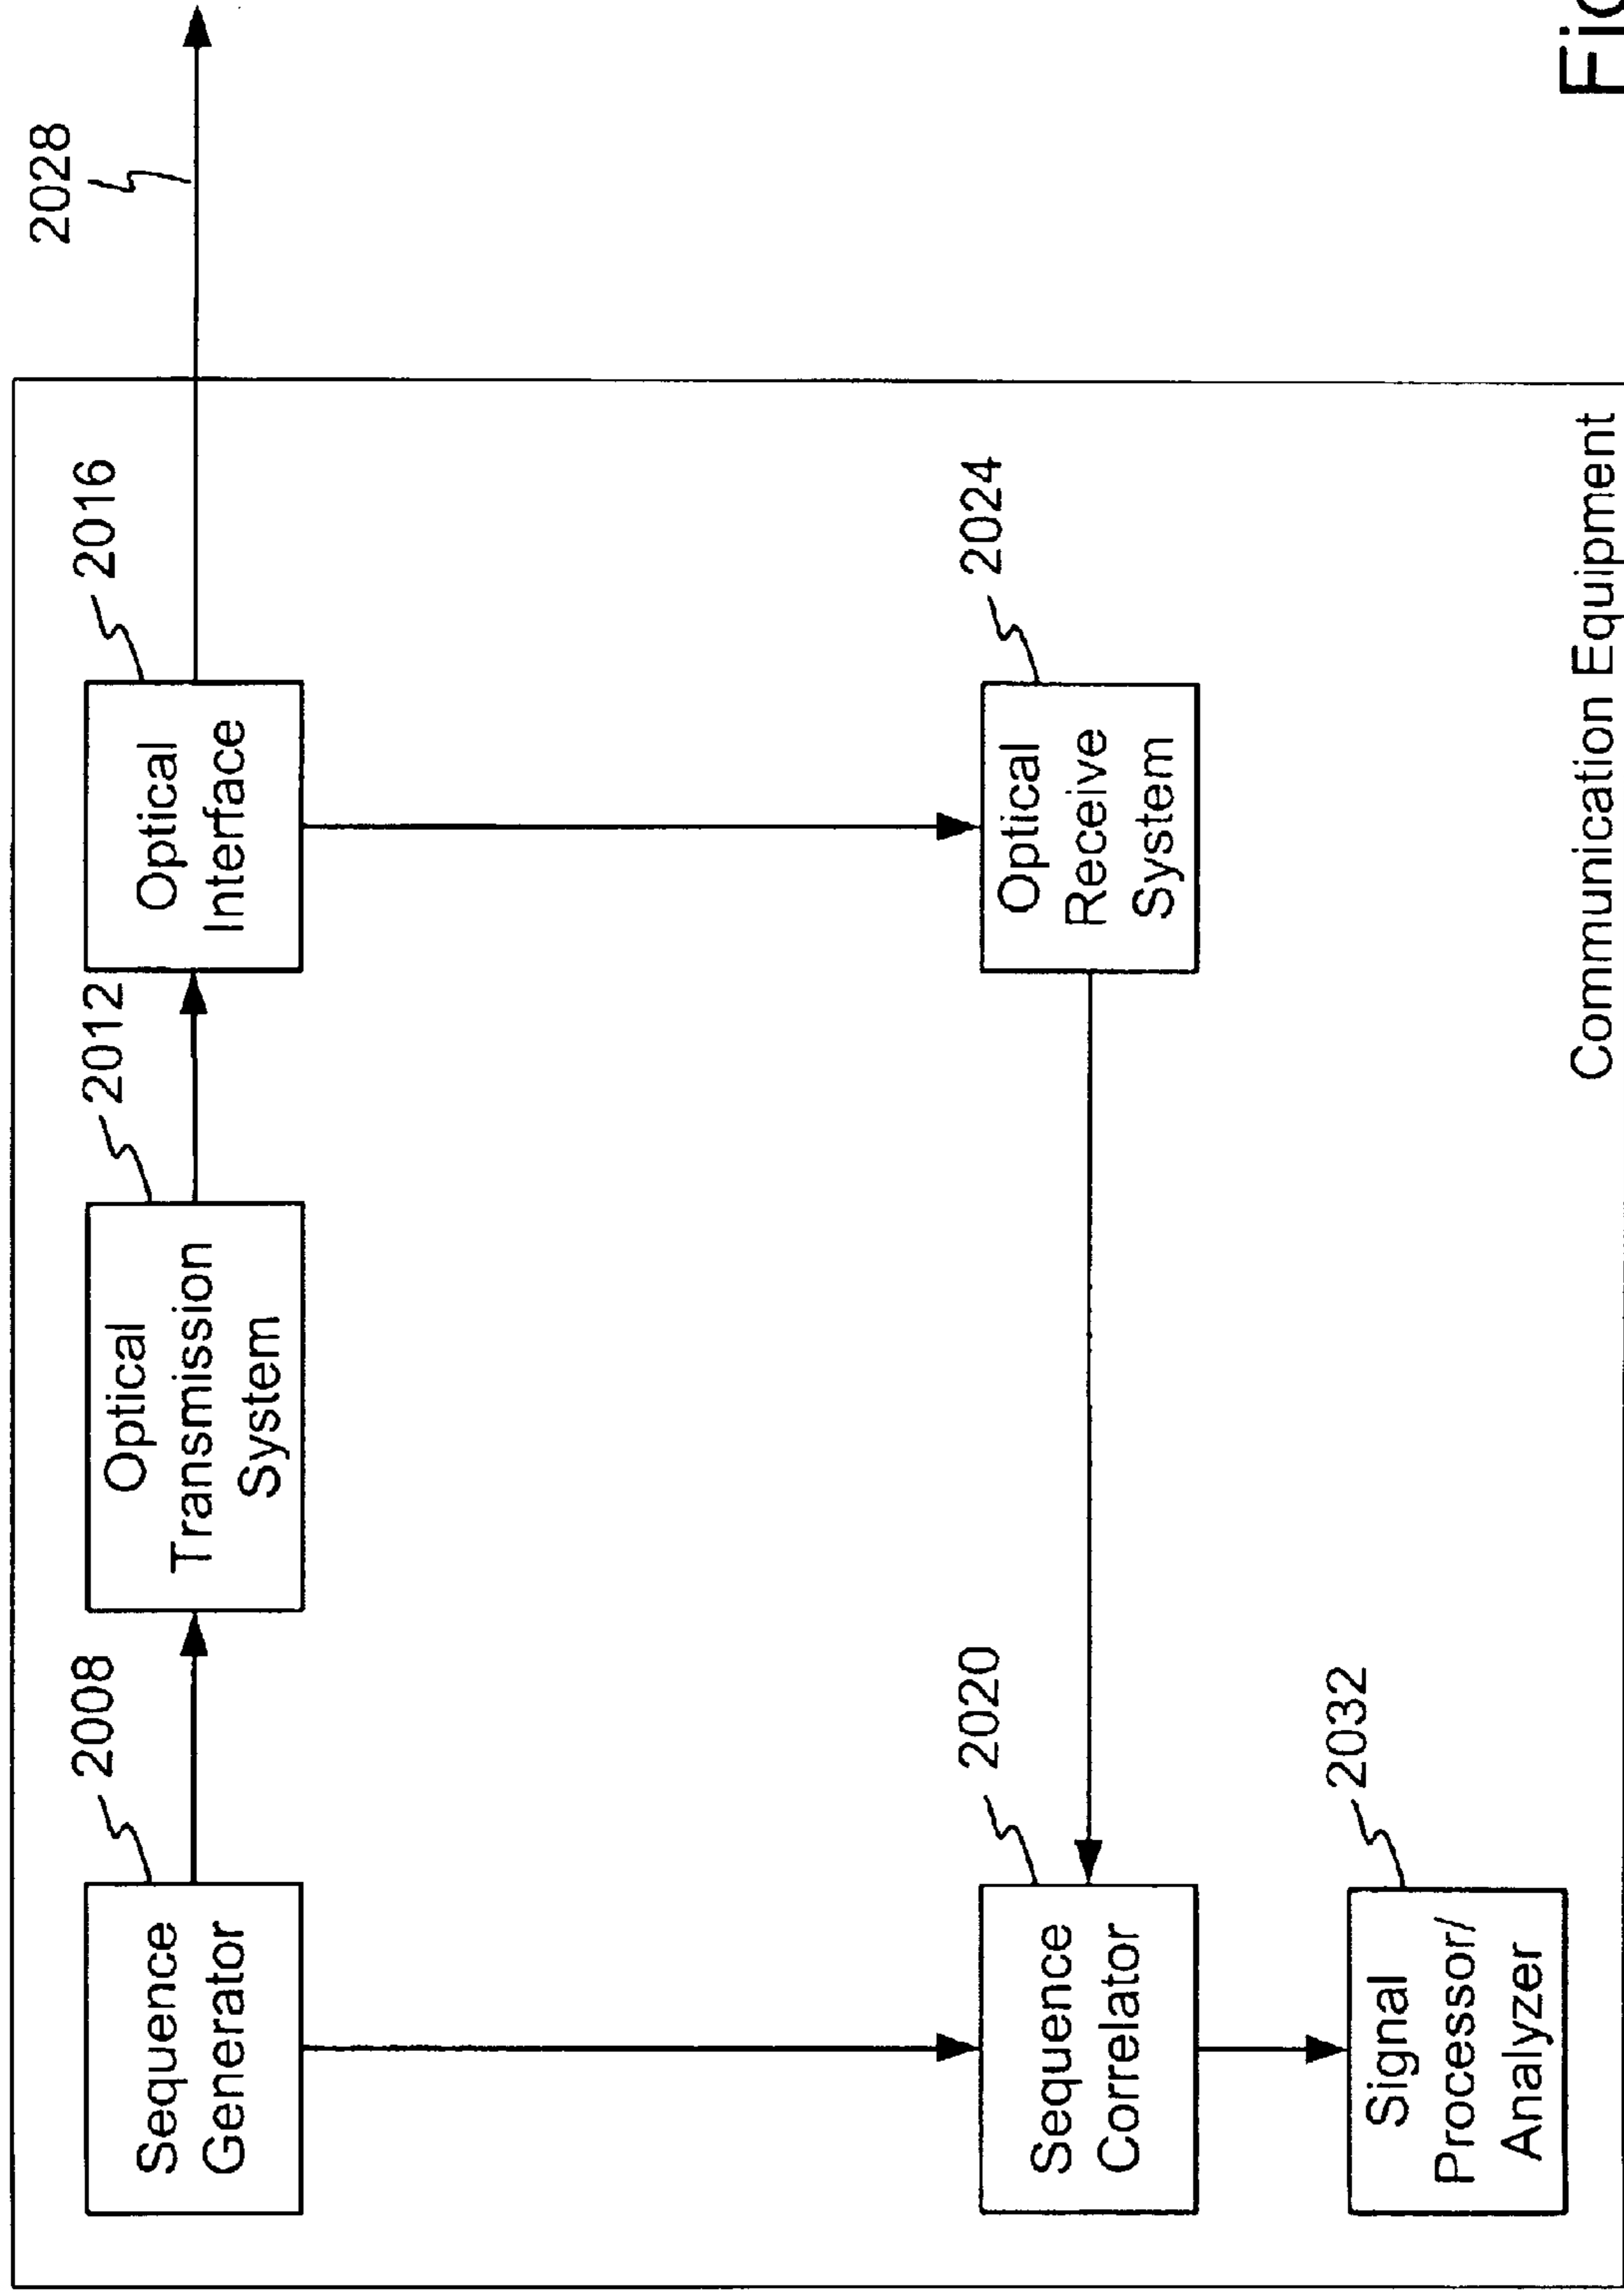 2028
2008
2012
2016
Sequence
Generator
Optical
Transmission
System
Optical
Interface
2020
2024
Sequence
Correlator
Optical
Receive
System
2032
Signal
Processor/
Analyzer
Communication Equipment